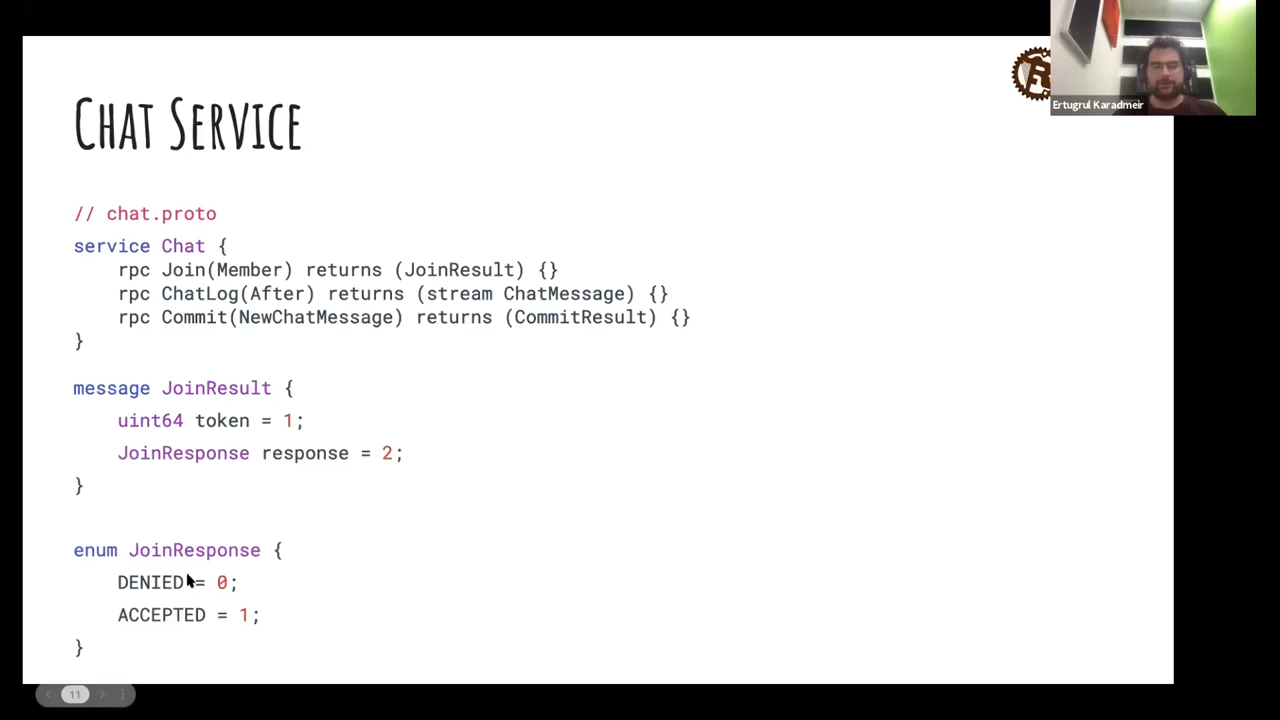 Ertugrul Karadmeir
CHAT SERVICE
// chat.proto
service Chat {
rpc Join(Member) returns (JoinResult) {}
rpc ChatLog(After) returns (stream ChatMessage) {}
rpc Commit(NewChatMessage) returns (CommitResult) {}
}
message JoinResult {
uint64 token = 1;
JoinResponse response = 2;
}
enum JoinResponse {
DENIED = 0;
ACCEPTED = 1;
}
11